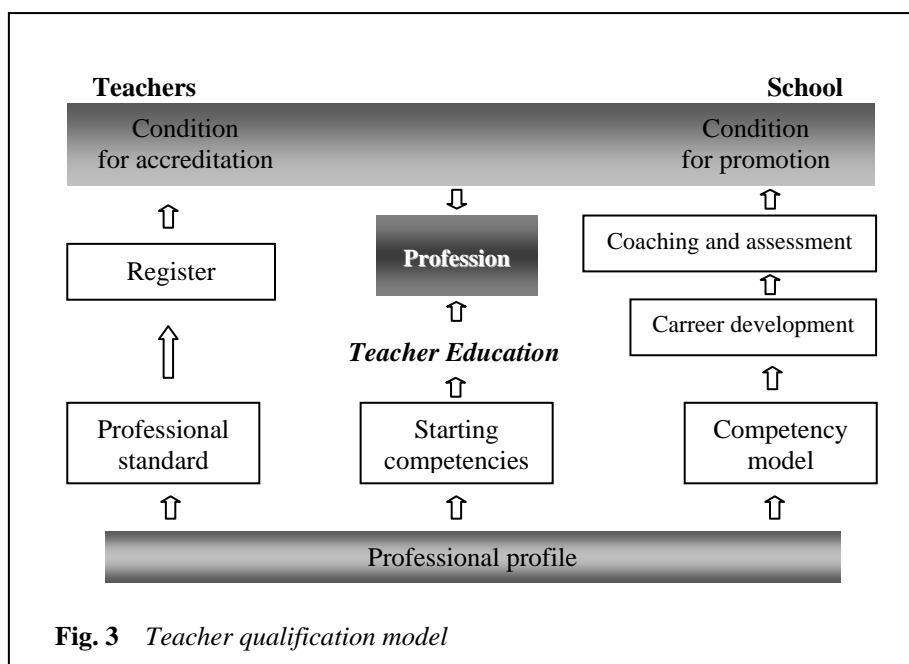 Teachers
School
Condition
for accreditation
Condition
for promotion
Register
Profession
Coaching and assessment
Carreer development
Teacher Education
Professional
standard
Starting
competencies
Competency
model
Professional profile
Fig. 3 Teacher qualification model